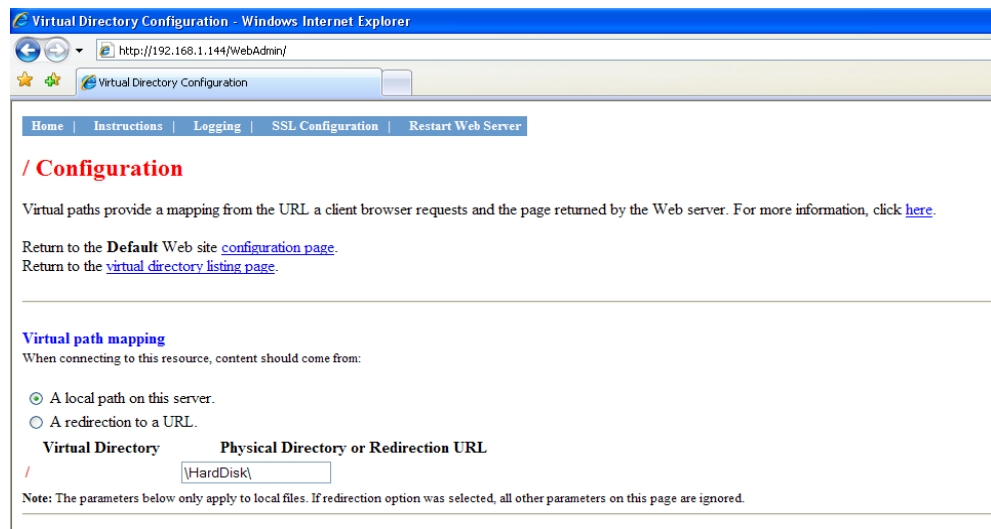 Virtual Directory Configuration - Windows Internet Explorer
http://192.168.1.144/WebAdmin/
Virtual Directory Configuration
Home | Instructions | Logging | SSL Configuration | Restart Web Server
/ Configuration
Virtual paths provide a mapping from the URL a client browser requests and the page returned by the Web server. For more information, click here.
Return to the Default Web site configuration page.
Return to the virtual directory listing page.
Virtual path mapping
When connecting to this resource, content should come from:
A local path on this server.
A redirection to a URL.
Virtual Directory Physical Directory or Redirection URL
/ \HardDisk\
Note: The parameters below only apply to local files. If redirection option was selected, all other parameters on this page are ignored.